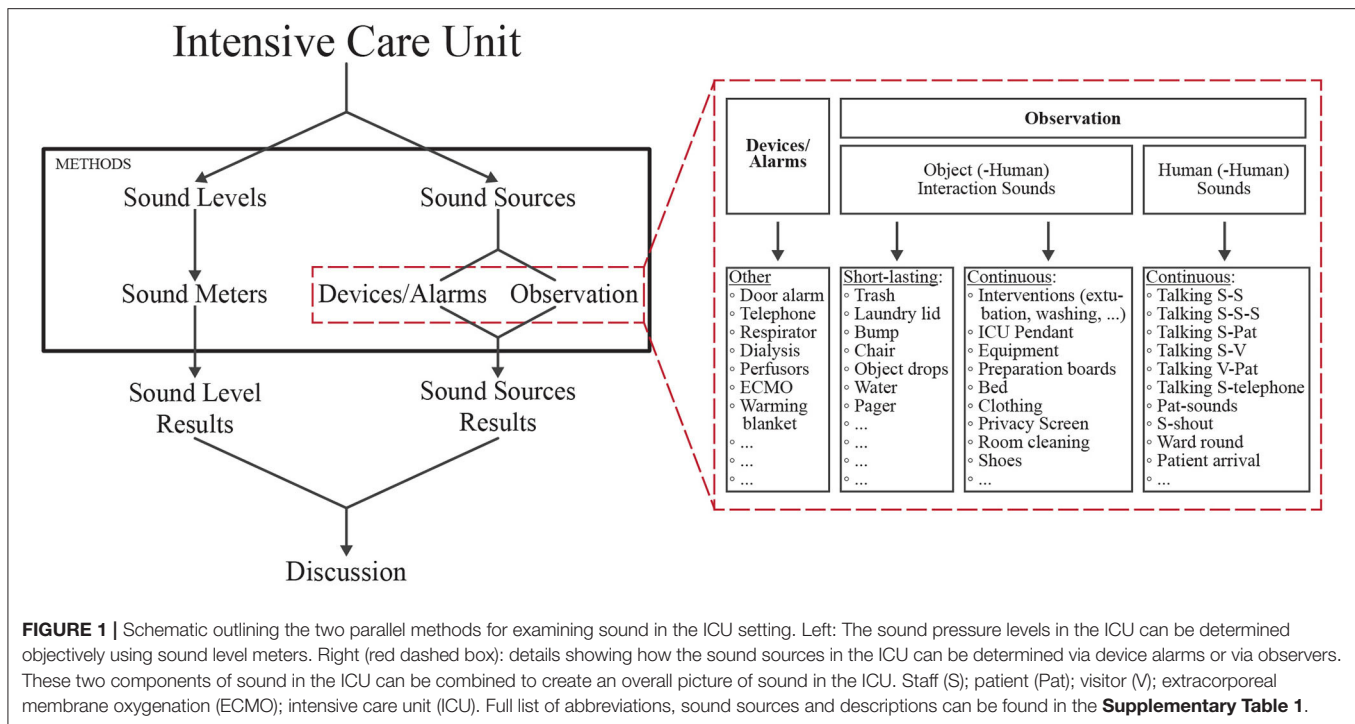 Intensive Care Unit
METHODS
Sound Levels
Sound Sources
Sound Meters
Devices/Alarms
Observation
Sound Level
Results
Sound Sources
Results
Discussion
Devices/
Alarms
Observation
Object (-Human)
Interaction Sounds
Human (-Human)
Sounds
Other
◦ Door alarm
◦ Telephone
◦ Respirator
◦ Dialysis
◦ Perfusors
◦ ECMO
◦ Warming
blanket
◦ ...
◦ ...
◦ ...
Short-lasting:
◦ Trash
◦ Laundry lid
◦ Bump
◦ Chair
◦ Object drops
◦ Water
◦ Pager
◦ ...
◦ ...
◦ ...
◦ ...
Continuous:
◦ Interventions (extu-
bation, washing, ...)
◦ ICU Pendant
◦ Equipment
◦ Preparation boards
◦ Bed
◦ Clothing
◦ Privacy Screen
◦ Room cleaning
◦ Shoes
◦ ...
Continuous:
◦ Talking S-S
◦ Talking S-S-S
◦ Talking S-Pat
◦ Talking S-V
◦ Talking V-Pat
◦ Talking S-telephone
◦ Pat-sounds
◦ S-shout
◦ Ward round
◦ Patient arrival
◦ ...
FIGURE 1 | Schematic outlining the two parallel methods for examining sound in the ICU setting. Left: The sound pressure levels in the ICU can be determined
objectively using sound level meters. Right (red dashed box): details showing how the sound sources in the ICU can be determined via device alarms or via observers.
These two components of sound in the ICU can be combined to create an overall picture of sound in the ICU. Staff (S); patient (Pat); visitor (V); extracorporeal
membrane oxygenation (ECMO); intensive care unit (ICU). Full list of abbreviations, sound sources and descriptions can be found in the Supplementary Table 1.